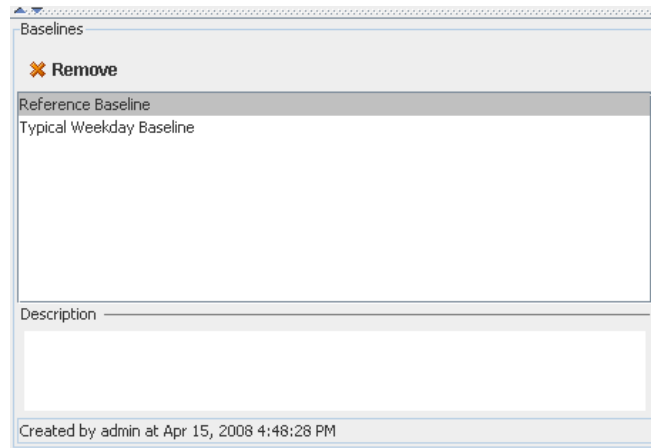 Baselines
Remove
Reference Baseline
Typical Weekday Baseline
Description
Created by admin at Apr 15, 2008 4:48:28 PM